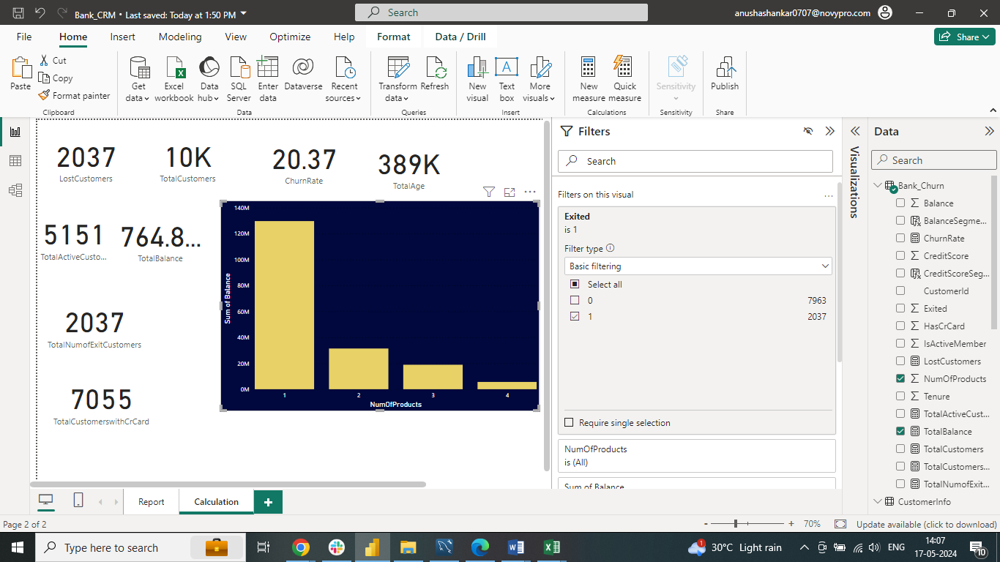 Bank_CRM • Last saved: Today at 1:50 PM
Search
anushashankar0707@novypro.com
File Home Insert Modeling View Optimize Help Format Data / Drill
Share
Paste
Cut
Copy
Format painter
Clipboard
Get data
Excel workbook
Data hub
SQL Server
Enter data
Dataverse
Recent sources
Data
Transform data
Refresh
Queries
New visual
Text box
More visuals
Insert
New measure
Quick measure
Calculations
Sensitivity
Sensitivity
Publish
Share
2037
LostCustomers
10K
TotalCustomers
20.37
ChurnRate
389K
TotalAge
5151
TotalActiveCusto...
764.8...
TotalBalance
2037
TotalNumofExitCustomers
7055
TotalCustomerswithCrCard
140M
120M
100M
80M
60M
40M
20M
0M
Sum of Balance
1 2 3 4
NumOfProducts
Filters
Search
Filters on this visual
Exited
is 1
Filter type
Basic filtering
Select all
0 7963
1 2037
Require single selection
NumOfProducts
is (All)
Sum of Balance
Visualizations
Data
Search
Bank_Churn
Balance
BalanceSegme...
ChurnRate
CreditScore
CreditScoreSeg...
CustomerId
Exited
HasCrCard
IsActiveMember
LostCustomers
NumOfProducts
Tenure
TotalActiveCust...
TotalBalance
TotalCustomers
TotalCustomers...
TotalNumofExit...
CustomerInfo
Report
Calculation
Page 2 of 2
- + 70%
Update available (click to download)
Type here to search
1
30°C Light rain
ENG
14:07
17-05-2024
10